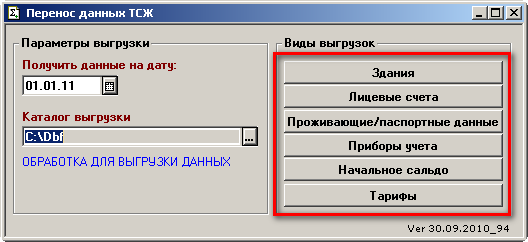 Перенос данных ТСЖ
Параметры выгрузки
Получить данные на дату:
01.01.11
Каталог выгрузки
C:\Dbf
...
ОБРАБОТКА ДЛЯ ВЫГРУЗКИ ДАННЫХ
Виды выгрузок
Здания
Лицевые счета
Проживающие/паспортные данные
Приборы учета
Начальное сальдо
Тарифы
Ver 30.09.2010_94